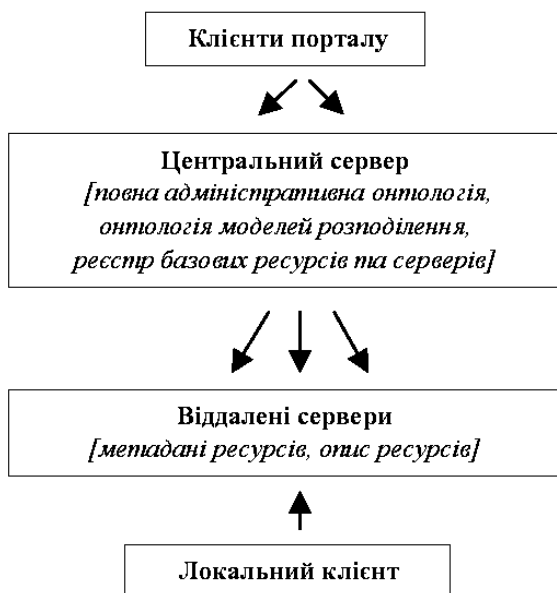 Клієнти порталу
Центральний сервер
[повна адміністративна онтологія,
онтологія моделей розподілення,
реєстр базових ресурсів та серверів]
Віддалені сервери
[метадані ресурсів, опис ресурсів]
Локальний клієнт